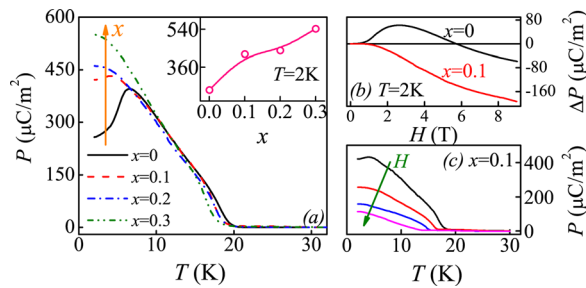 600
450
300
150
0
P (μC/m²)
x
540
360
T=2K
0.0 0.1 0.2 0.3
x
x=0
x=0.1
x=0.2
x=0.3
(a)
0 10 20 30
T (K)
x=0
x=0.1
(b) T=2K
80
0
-80
-160
ΔP (μC/m²)
0 2 4 6 8
H (T)
H
(c) x=0.1
400
200
0
P (μC/m²)
0 10 20 30
T (K)